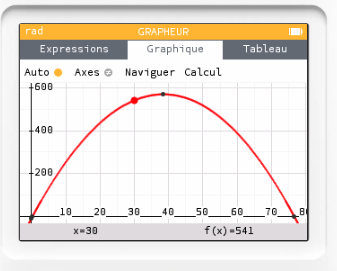 rad GRAPHEUR
Expressions Graphique Tableau
Auto Axes Naviguer Calcul
600
400
200
10 20 30 40 50 60 70 8
x=30 f(x)=541